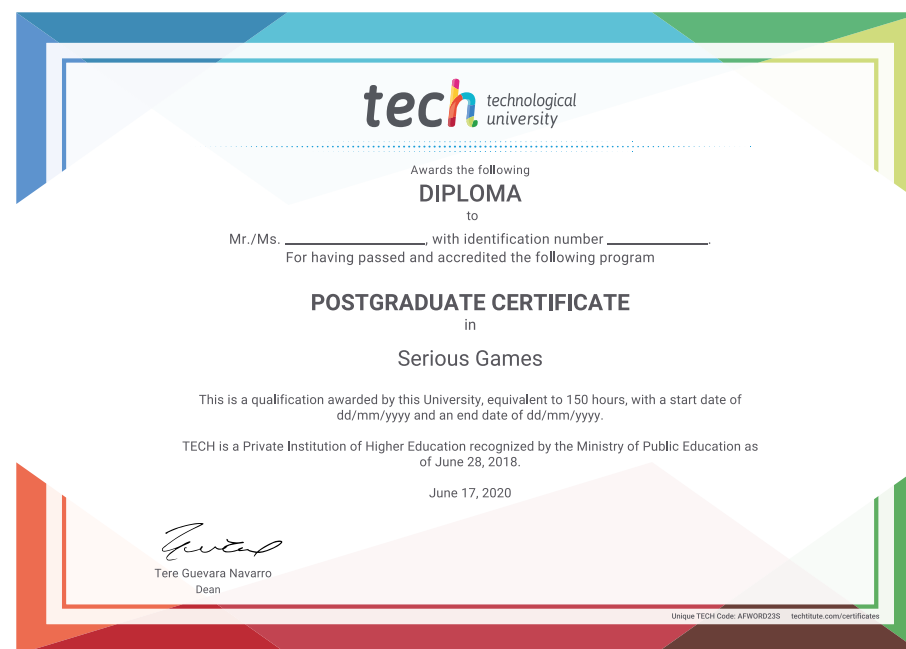 tech technological
university
Awards the following
DIPLOMA
to
Mr./Ms. ____________________, with identification number ______________.
For having passed and accredited the following program
POSTGRADUATE CERTIFICATE
in
Serious Games
This is a qualification awarded by this University, equivalent to 150 hours, with a start date of
dd/mm/yyyy and an end date of dd/mm/yyyy.
TECH is a Private Institution of Higher Education recognized by the Ministry of Public Education as
of June 28, 2018.
June 17, 2020
Tere Guevara Navarro
Dean
Unique TECH Code: AFWORD23S techtitute.com/certificates